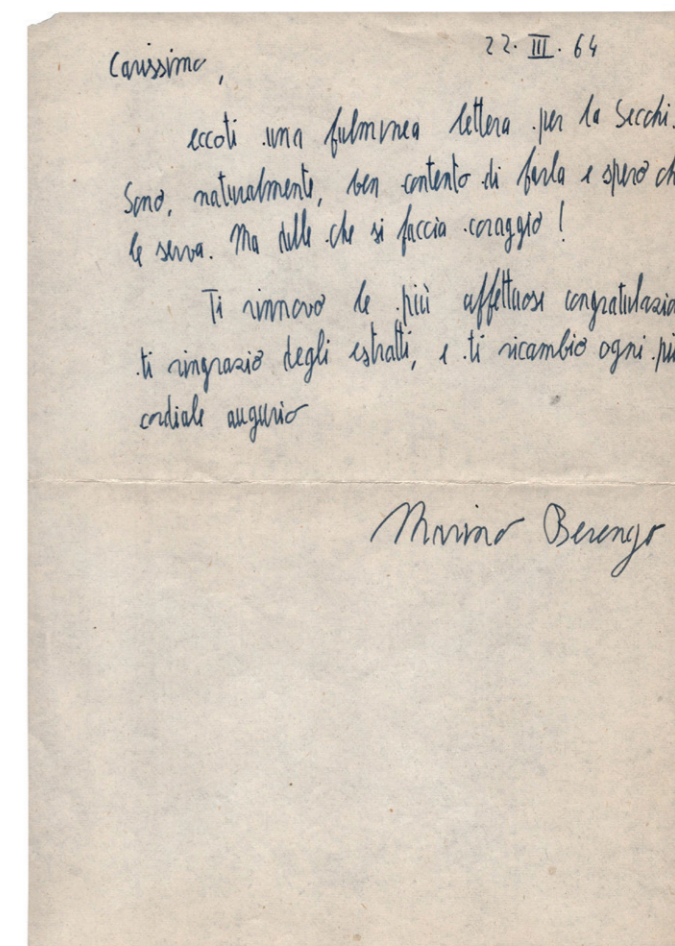 22. III. 64
Carissimo,
eccoti una fulminea lettera per la Secchi.
Sono, naturalmente, ben contento di farla e spero ch
le serva. Ma dille che si faccia coraggio!
Ti rinnovo le più affettuose congratulazio
ti ringrazio degli estratti, e ti ricambio ogni più
cordiale augurio
Marino Berengo